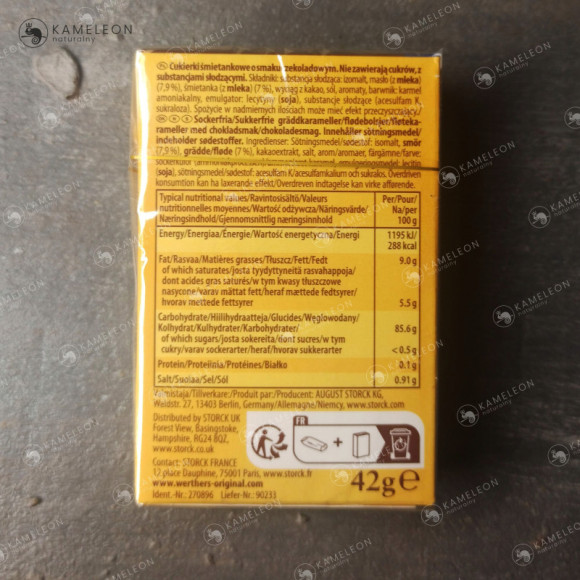 KAMELEON
naturalny
PL Cukierki śmietankowe o smaku czekoladowym. Nie zawierają cukrów, z
substancjami słodzącymi. Składniki: substancja słodząca: izomalt, masło (z mleka)
(7,9%), śmietanka (z mleka) (7%), wyciąg z kakao, sól, aromaty, barwnik: karmel
amoniakalny, emulgator: lecytyny (soja), substancje słodzące (acesulfam K,
sukraloza). Spożycie w nadmiernych ilościach może mieć efekt przeczyszczający/
Sockerfria/Sukkerfrie gräddkarameller/flødebolsjer/fløteka-
rameller med chokladsmak/chokoladesmag. Innehåller sötningsmedel/
indeholder sødestoffer. Ingredienser: Sötningsmedel/sødestof: isomalt, smör
(7,9%), grädde/fløde (7%), kakaoextrakt, salt, arom/aromaer, färgämne/farve:
(soja), sötningsmedel/sødestof: acesulfam K/acesulfamkalium och sukralos. Överdriven
konsumtion kan ha laxerande effekt/Overdreven indtagelse kan virke afførende.
Typical nutritional values/Ravintosisältö/Valeurs
nutritionnelles moyennes/Wartość odżywcza/Näringsvärde/
Næringsindhold/Gjennomsnittlig næringsinnhold
Per/Pour/
Na/per
100 g
Energy/Energiaa/Énergie/Wartość energetyczna/Energi
1195 kJ/
288 kcal
Fat/Rasvaa/Matières grasses/Tłuszcz/Fett/Fedt
9.0 g
of which saturates/josta tyydyttyneitä rasvahappoja/
dont acides gras saturés/w tym kwasy tłuszczowe
nasycone/varav mättat fett/heraf mættede fedtsyrer/
hvorav mettede fettsyrer
5.5 g
Carbohydrate/Hiilihydraatteja/Glucides/Węglowodany/
Kolhydrat/Kulhydrater/Karbohydrater/
85.6 g
of which sugars/josta sokereita/dont sucres/w tym
cukry/varav sockerarter/heraf/hvorav sukkerarter
< 0.5 g
Protein/Proteiinia/Protéines/Białko
0.1 g
Salt/Suolaa/Sel/Sól
0.91 g
Valmistaja/Tillverkare:/Produit par:/Producent: AUGUST STORCK KG,
Waldstr. 27, 13403 Berlin, Germany/Allemagne/Niemcy, www.storck.com
Distributed by STORCK UK
Forest View, Basingstoke,
Hampshire, RG24 8QZ,
www.storck.co.uk
Contact: STORCK FRANCE
12 place Dauphine, 75001 Paris, www.storck.fr
www.werthers-original.com
Ident.-Nr.: 270896 Liefer-Nr.: 90233
FR
+
42g e